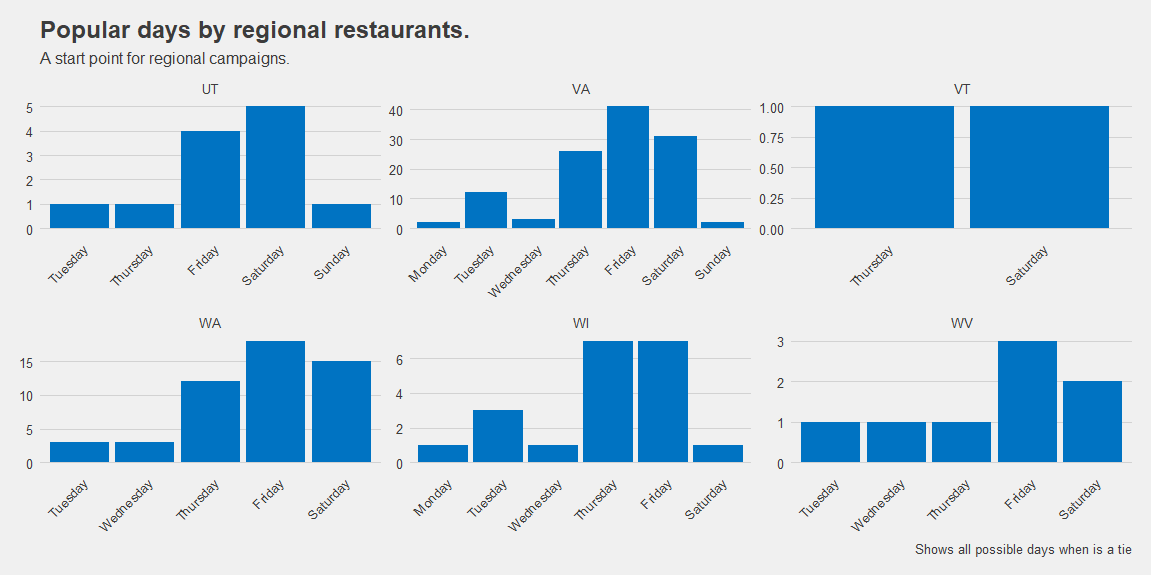 Popular days by regional restaurants.
A start point for regional campaigns.
UT
5
4
3
2
1
0
Tuesday
Thursday
Friday
Saturday
Sunday
VA
40
30
20
10
0
Monday
Tuesday
Wednesday
Thursday
Friday
Saturday
Sunday
VT
1.00
0.75
0.50
0.25
0.00
Thursday
Saturday
WA
15
10
5
0
Tuesday
Wednesday
Thursday
Friday
Saturday
WI
6
4
2
0
Monday
Tuesday
Wednesday
Thursday
Friday
Saturday
WV
3
2
1
0
Tuesday
Wednesday
Thursday
Friday
Saturday
Shows all possible days when is a tie